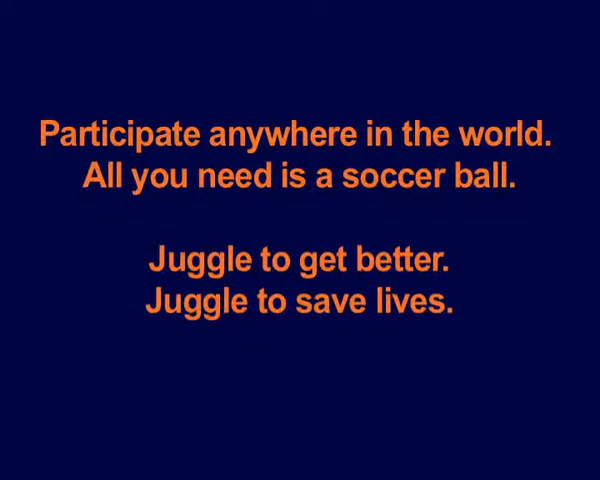 Participate anywhere in the world.
All you need is a soccer ball.
Juggle to get better.
Juggle to save lives.